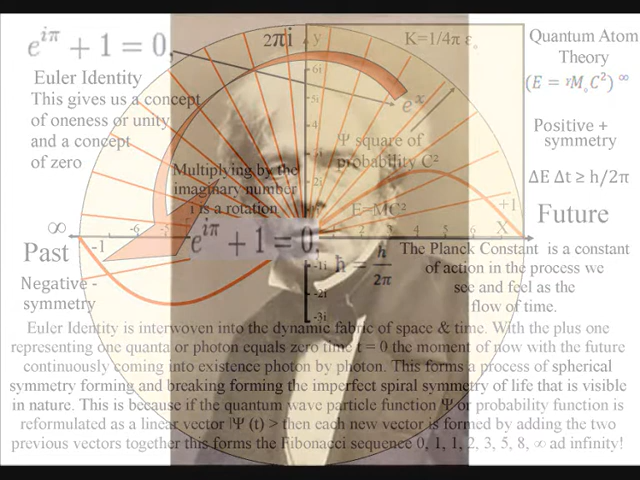 e^{iπ} + 1 = 0,
Euler Identity
This gives us a concept
of oneness or unity
and a concept
of zero
2πi
y
K=1/4π ε₀
Quantum Atom
Theory
(E = M₀C²) ∞
Positive +
symmetry
ΔE Δt ≥ h/2π
Future
6i
5i
4
2i
e^x
Ψ square of
probability C²
Multiplying by the
imaginary number
i is a rotation
E=MC²
∞
Past
-1
-6
+1
X
e^{iπ} + 1 = 0,
Negative -
symmetry
-1i
-2i
-3i
ħ = h/2π
The Planck Constant is a constant
of action in the process we
see and feel as the
flow of time.
Euler Identity is interwoven into the dynamic fabric of space & time. With the plus one
representing one quanta or photon equals zero time t = 0 the moment of now with the future
continuously coming into existence photon by photon. This forms a process of spherical
symmetry forming and breaking forming the imperfect spiral symmetry of life that is visible
in nature. This is because if the quantum wave particle function Ψ or probability function is
reformulated as a linear vector |Ψ (t) > then each new vector is formed by adding the two
previous vectors together this forms the Fibonacci sequence 0, 1, 1, 2, 3, 5, 8, ∞ ad infinity!